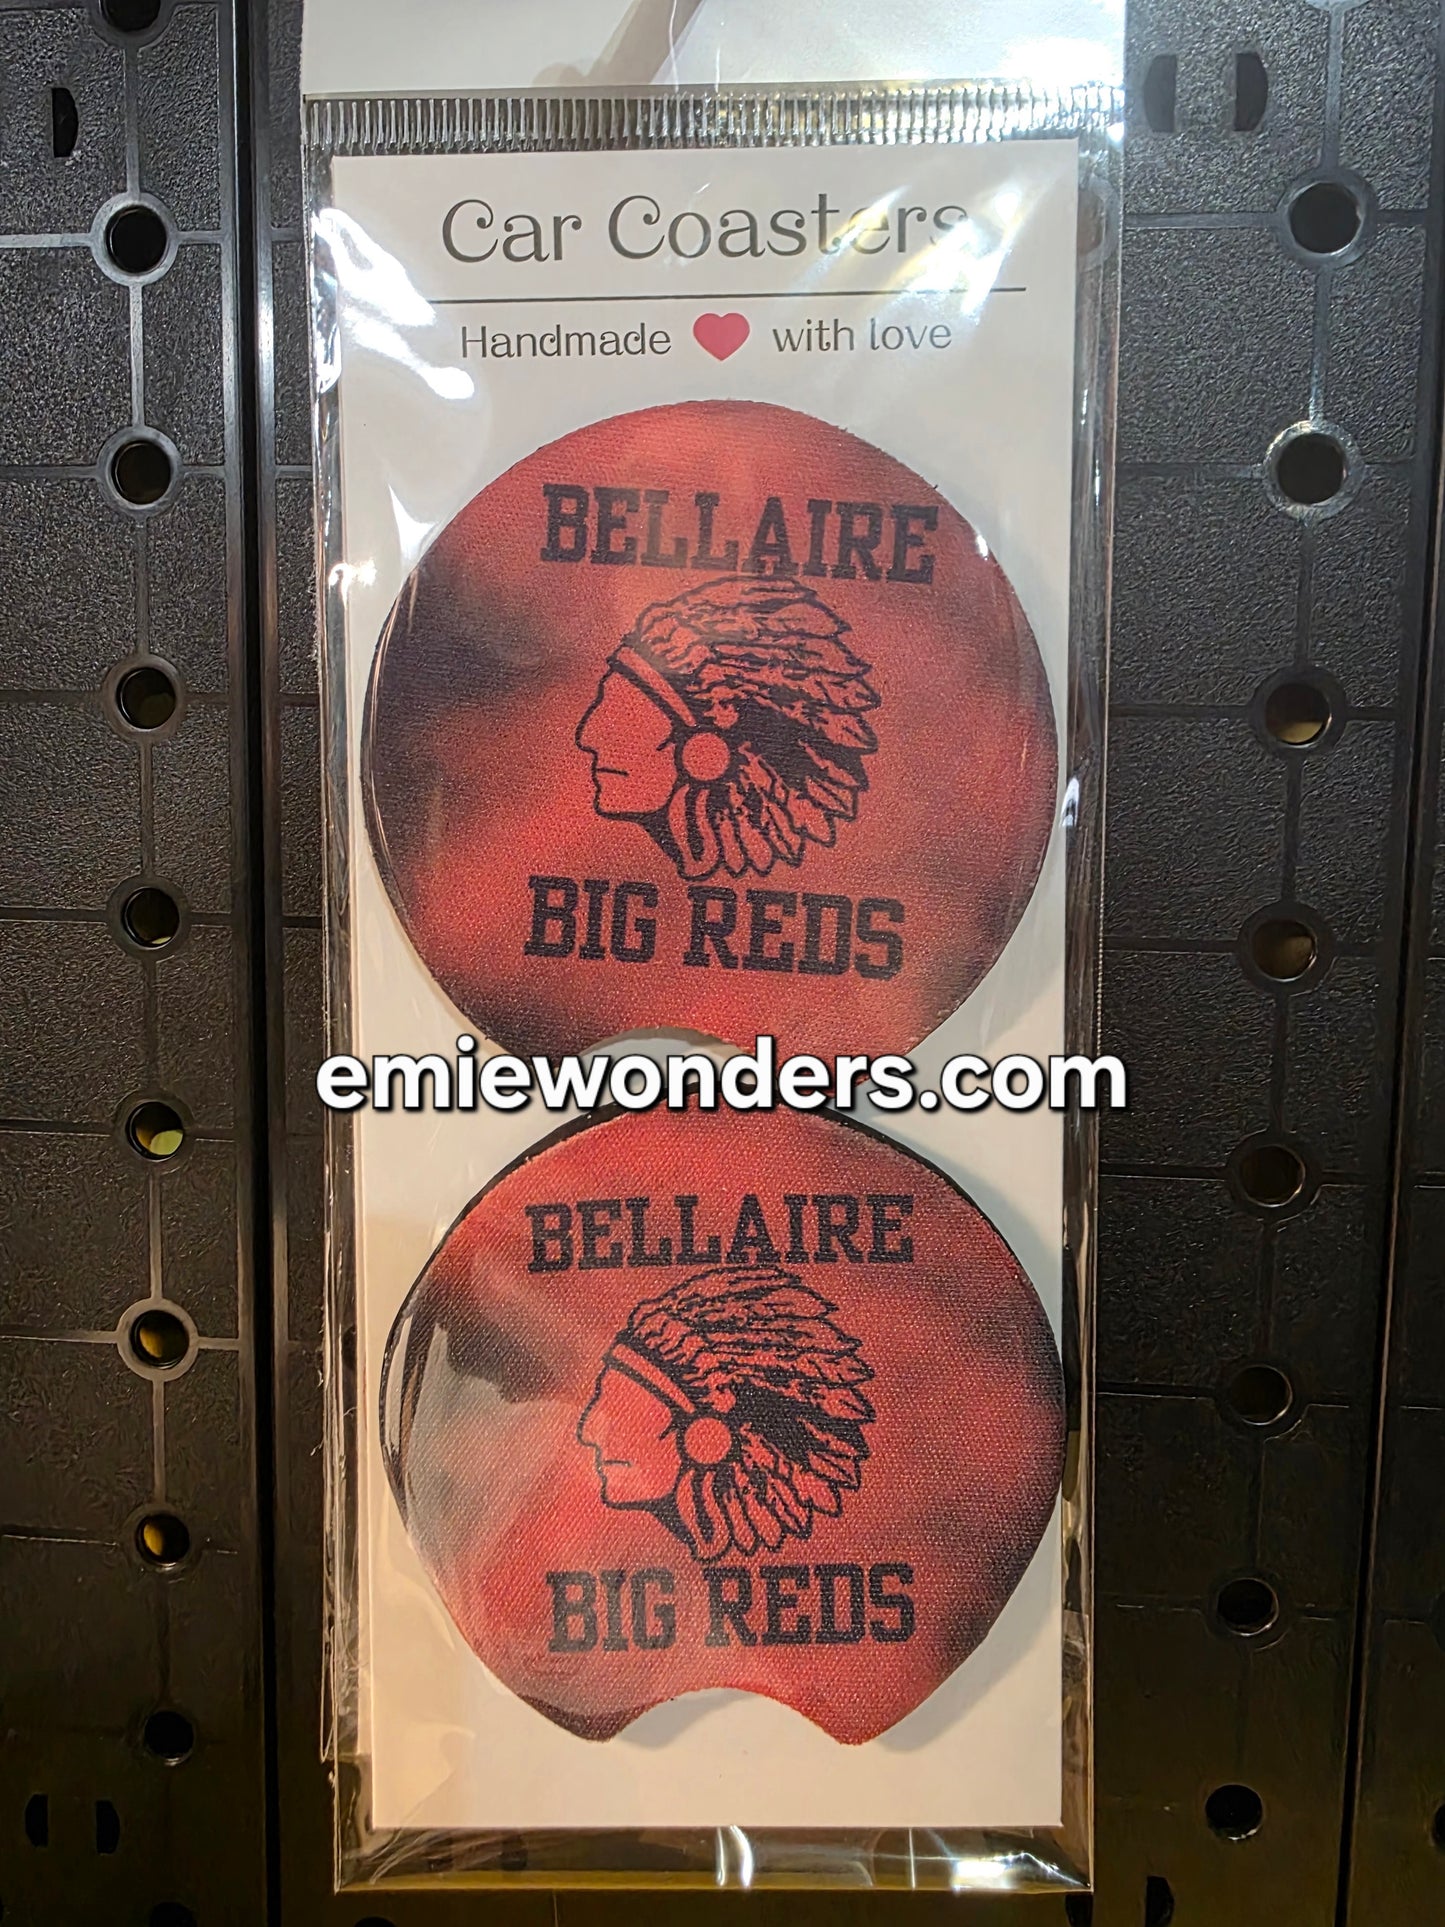 Car Coasters
Handmade with love
BELLAIRE
BIG REDS
emiewonders.com
BELLAIRE
BIG REDS